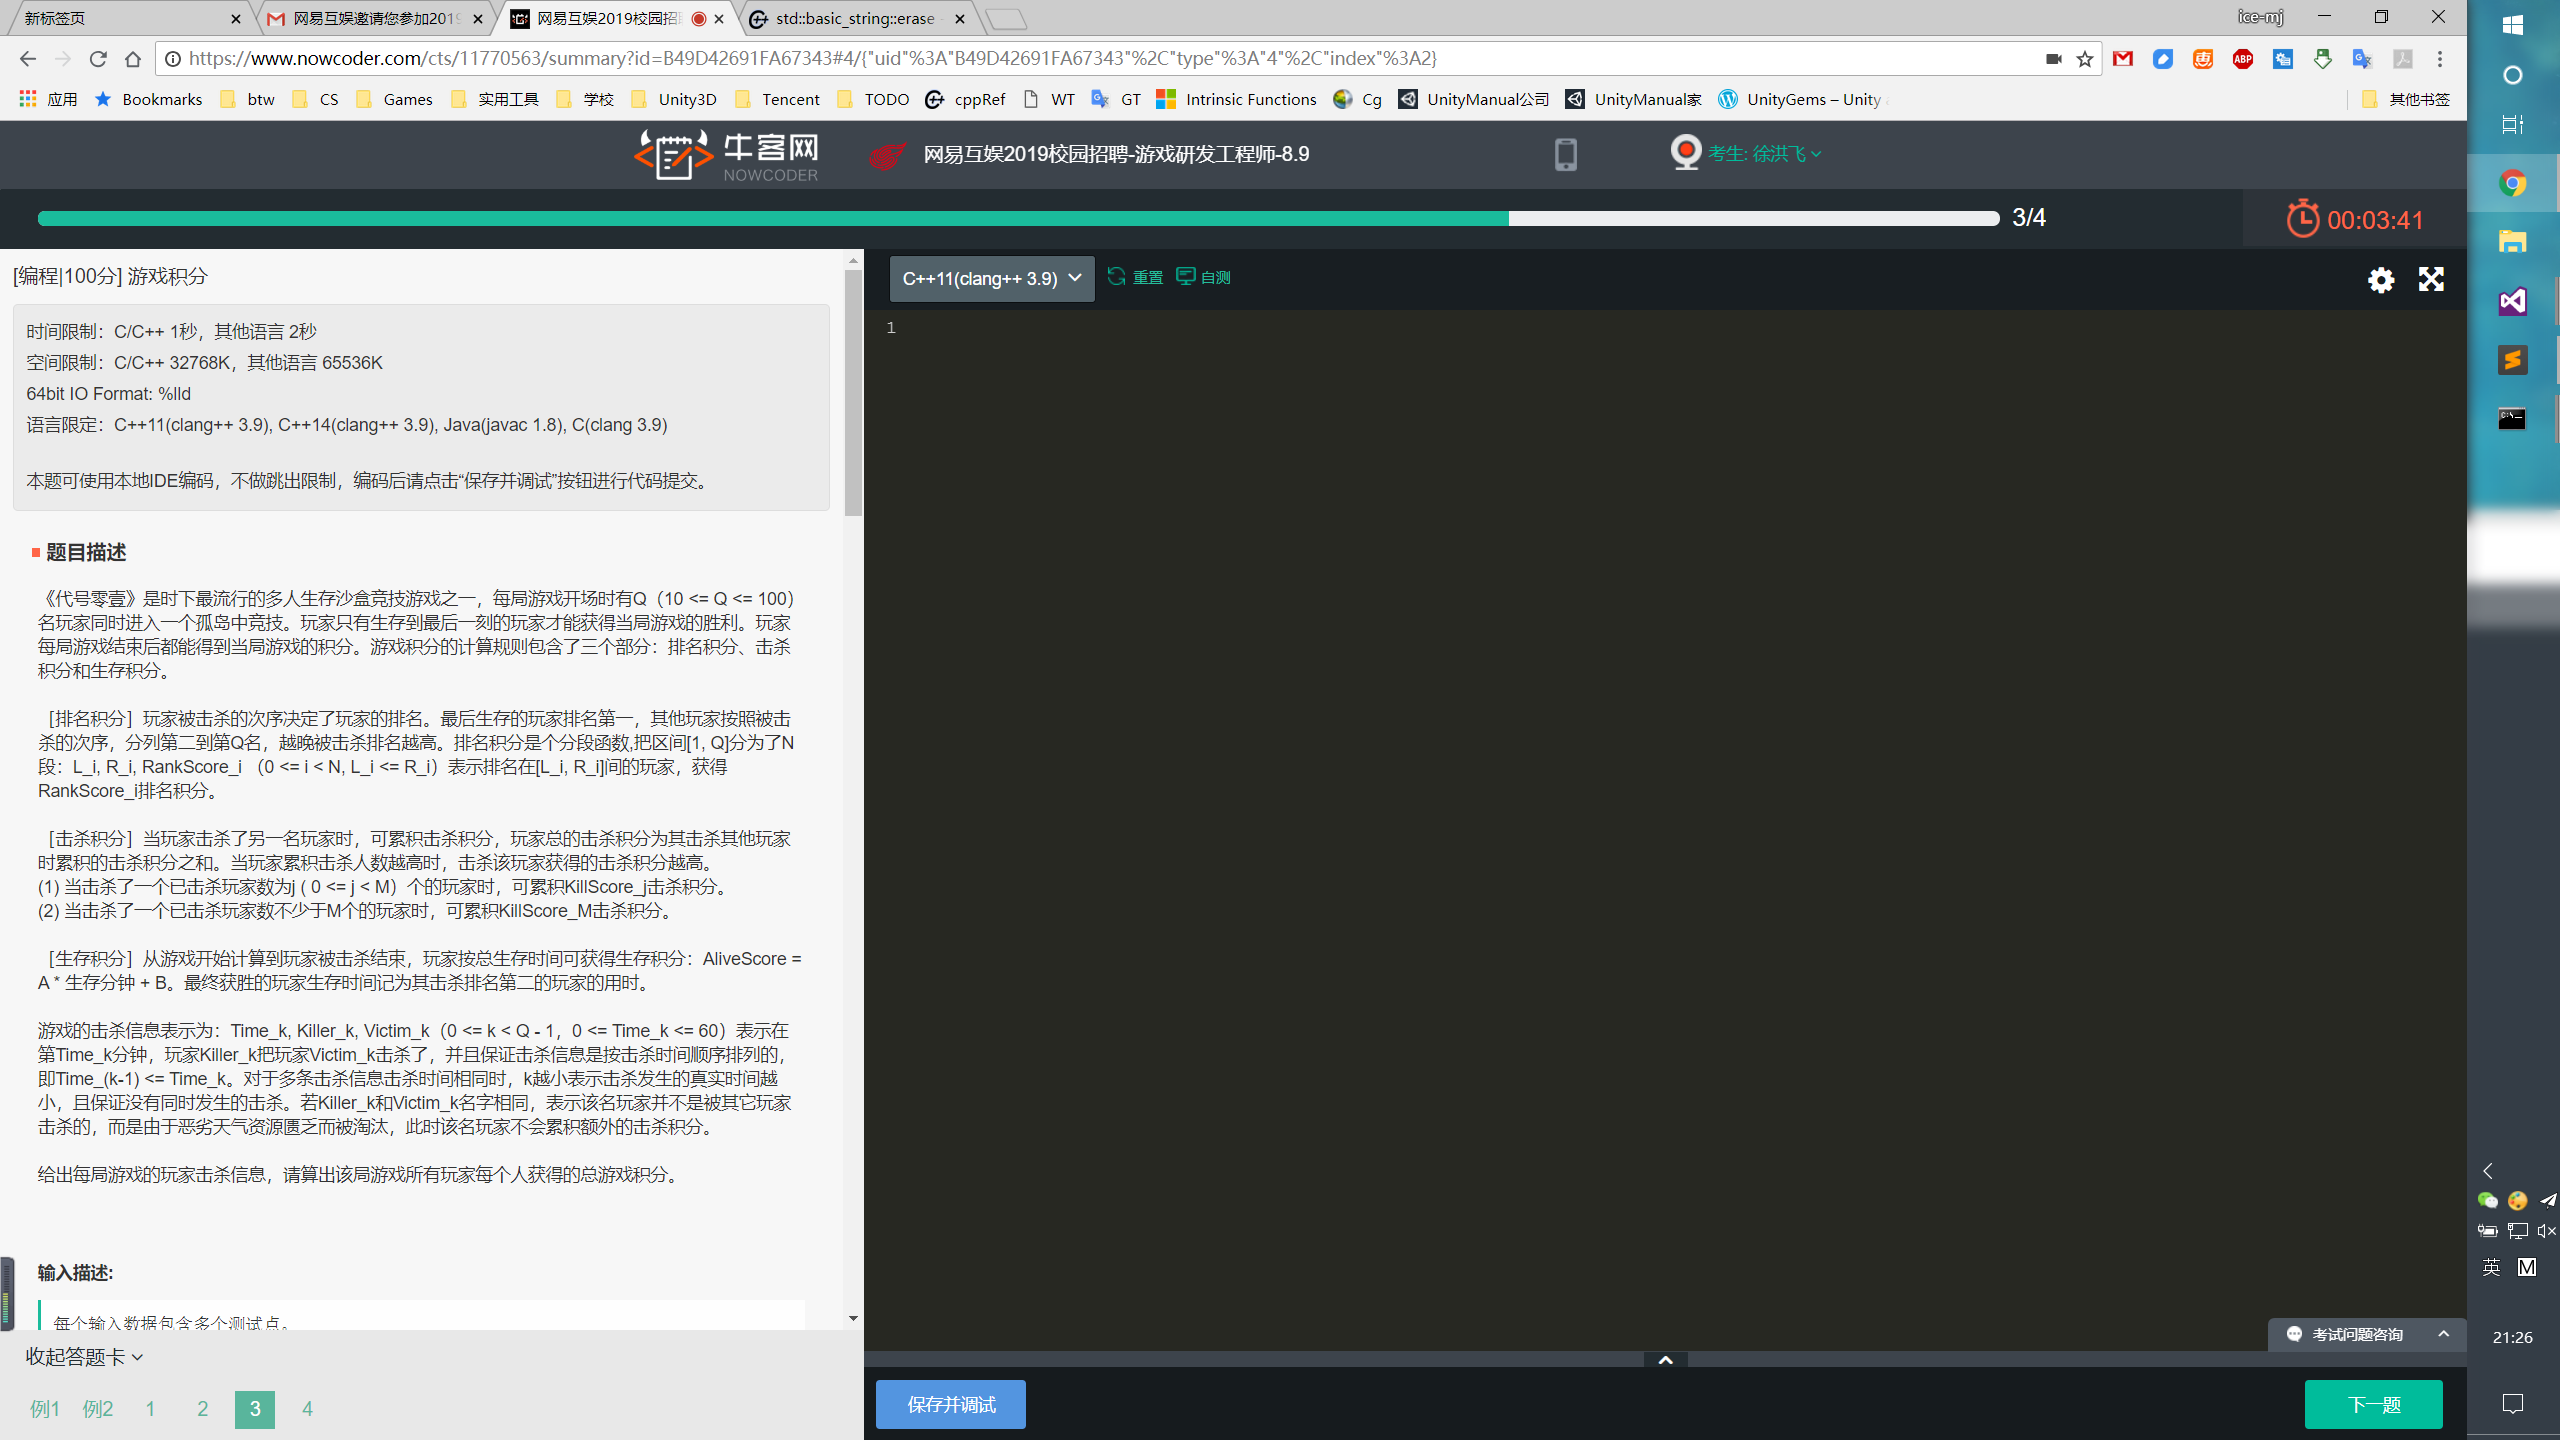 新标签页
网易互娱邀请您参加2019
网易互娱2019校园招
std::basic_string::erase -
ice-mj
https://www.nowcoder.com/cts/11770563/summary?id=B49D42691FA67343#4/{"uid"%3A"B49D42691FA67343"%2C"type"%3A"4"%2C"index"%3A2}
应用 Bookmarks btw CS Games 实用工具 学校 Unity3D Tencent TODO cppRef WT GT Intrinsic Functions Cg UnityManual公司 UnityManual家 UnityGems – Unity 其他书签
牛客网
NOWCODER
网易互娱2019校园招聘-游戏研发工程师-8.9
考生: 徐洪飞
3/4
00:03:41
[编程|100分] 游戏积分
时间限制：C/C++ 1秒，其他语言 2秒
空间限制：C/C++ 32768K，其他语言 65536K
64bit IO Format: %lld
语言限定：C++11(clang++ 3.9), C++14(clang++ 3.9), Java(javac 1.8), C(clang 3.9)
本题可使用本地IDE编码，不做跳出限制，编码后请点击“保存并调试”按钮进行代码提交。
题目描述
《代号零壹》是时下最流行的多人生存沙盒竞技游戏之一，每局游戏开场时有Q（10 <= Q <= 100）
名玩家同时进入一个孤岛中竞技。玩家只有生存到最后一刻的玩家才能获得当局游戏的胜利。玩家
每局游戏结束后都能得到当局游戏的积分。游戏积分的计算规则包含了三个部分：排名积分、击杀
积分和生存积分。
［排名积分］玩家被击杀的次序决定了玩家的排名。最后生存的玩家排名第一，其他玩家按照被击
杀的次序，分列第二到第Q名，越晚被击杀排名越高。排名积分是个分段函数,把区间[1, Q]分为了N
段：L_i, R_i, RankScore_i （0 <= i < N, L_i <= R_i）表示排名在[L_i, R_i]间的玩家，获得
RankScore_i排名积分。
［击杀积分］当玩家击杀了另一名玩家时，可累积击杀积分，玩家总的击杀积分为其击杀其他玩家
时累积的击杀积分之和。当玩家累积击杀人数越高时，击杀该玩家获得的击杀积分越高。
(1) 当击杀了一个已击杀玩家数为j ( 0 <= j < M）个的玩家时，可累积KillScore_j击杀积分。
(2) 当击杀了一个已击杀玩家数不少于M个的玩家时，可累积KillScore_M击杀积分。
［生存积分］从游戏开始计算到玩家被击杀结束，玩家按总生存时间可获得生存积分：AliveScore =
A * 生存分钟 + B。最终获胜的玩家生存时间记为其击杀排名第二的玩家的用时。
游戏的击杀信息表示为：Time_k, Killer_k, Victim_k（0 <= k < Q - 1，0 <= Time_k <= 60）表示在
第Time_k分钟，玩家Killer_k把玩家Victim_k击杀了，并且保证击杀信息是按击杀时间顺序排列的，
即Time_(k-1) <= Time_k。对于多条击杀信息击杀时间相同时，k越小表示击杀发生的真实时间越
小，且保证没有同时发生的击杀。若Killer_k和Victim_k名字相同，表示该名玩家并不是被其它玩家
击杀的，而是由于恶劣天气资源匮乏而被淘汰，此时该名玩家不会累积额外的击杀积分。
给出每局游戏的玩家击杀信息，请算出该局游戏所有玩家每个人获得的总游戏积分。
输入描述:
每个输入数据包含多个测试点。
收起答题卡
例1 例2 1 2 3 4
C++11(clang++ 3.9)
重置
自测
1
考试问题咨询
保存并调试
下一题
英 M
21:26